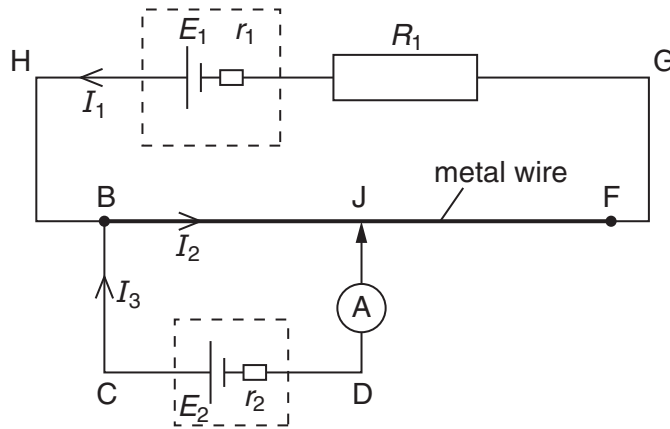 E1 r1 R1
H G
I1
metal wire
B J F
I2
I3
A
C D
E2 r2